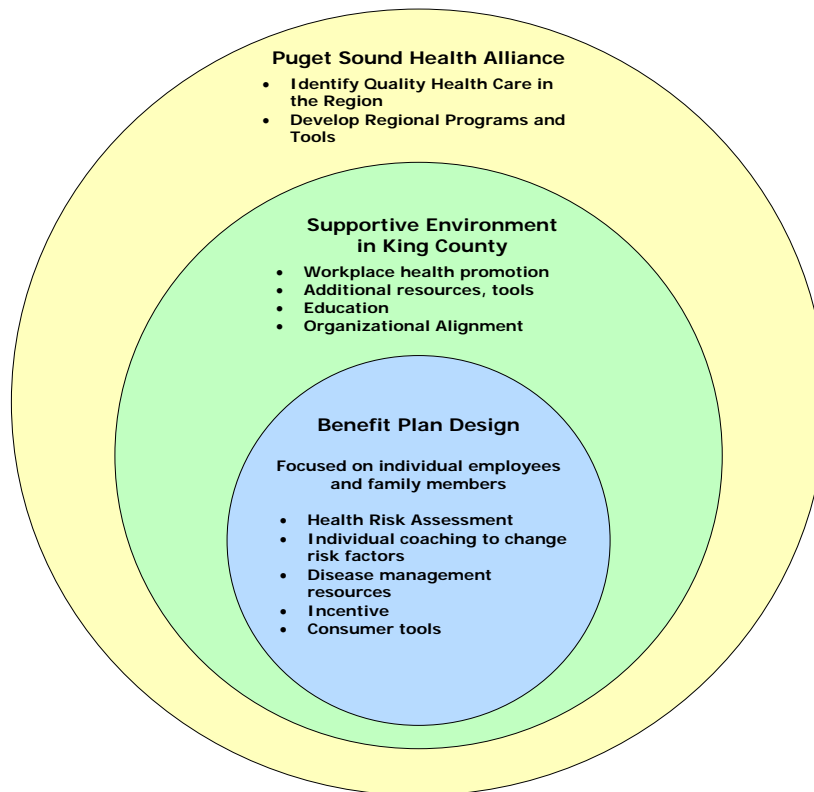 Puget Sound Health Alliance
• Identify Quality Health Care in
the Region
• Develop Regional Programs and
Tools
Supportive Environment
in King County
• Workplace health promotion
• Additional resources, tools
• Education
• Organizational Alignment
Benefit Plan Design
Focused on individual employees
and family members
• Health Risk Assessment
• Individual coaching to change
risk factors
• Disease management
resources
• Incentive
• Consumer tools